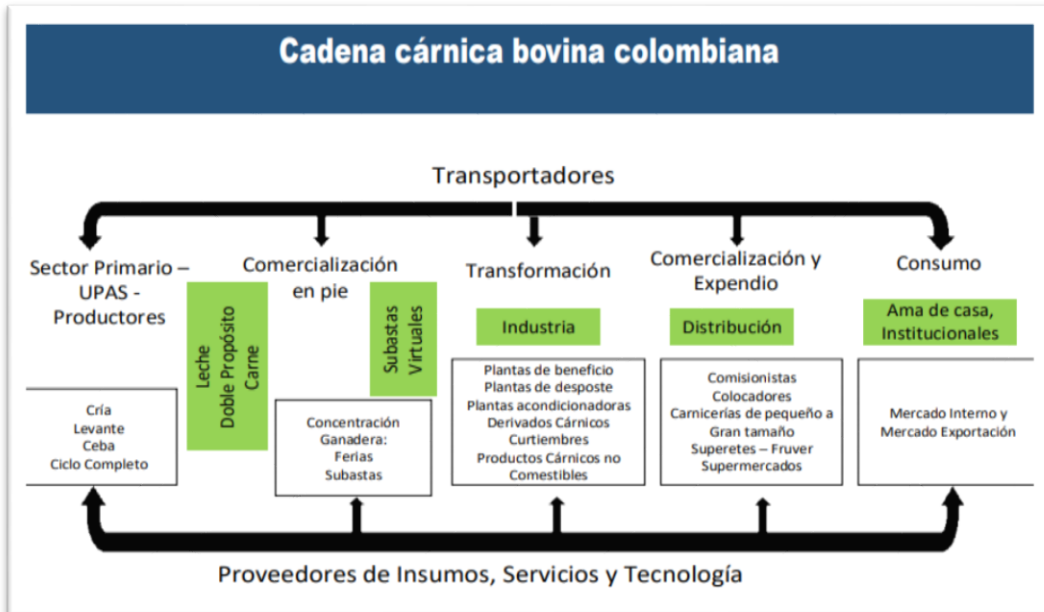 Cadena cárnica bovina colombiana
Transportadores
Sector Primario –
UPAS -
Productores
Leche
Doble Propósito
Carne
Cría
Levante
Ceba
Ciclo Completo
Comercialización
en pie
Subastas
Virtuales
Concentración
Ganadera:
Ferias
Subastas
Transformación
Industria
Plantas de beneficio
Plantas de desposte
Plantas acondicionadoras
Derivados Cárnicos
Curtiembres
Productos Cárnicos no
Comestibles
Comercialización y
Expendio
Distribución
Comisionistas
Colocadores
Carnicerías de pequeño a
Gran tamaño
Superetes – Fruver
Supermercados
Consumo
Ama de casa,
Institucionales
Mercado Interno y
Mercado Exportación
Proveedores de Insumos, Servicios y Tecnología